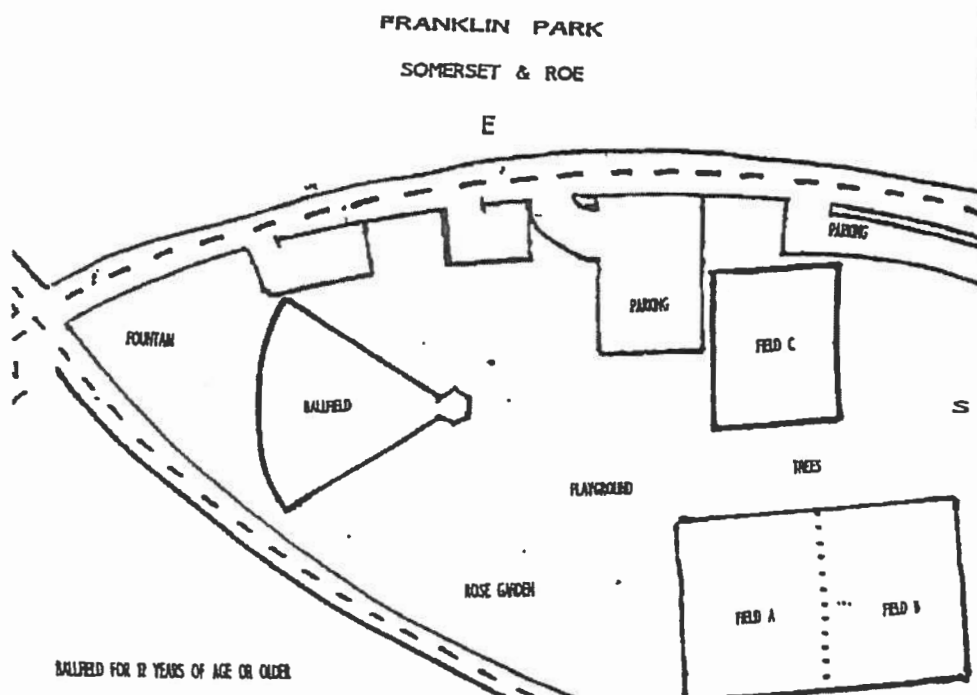 FRANKLIN PARK
SOMERSET & ROE
E
PARKING
PARKING
FOUNTAIN
FIELD C
BALLFIELD
S
TREES
PLAYGROUND
ROSE GARDEN
FIELD A
FIELD B
BALLFIELD FOR 12 YEARS OF AGE OR OLDER